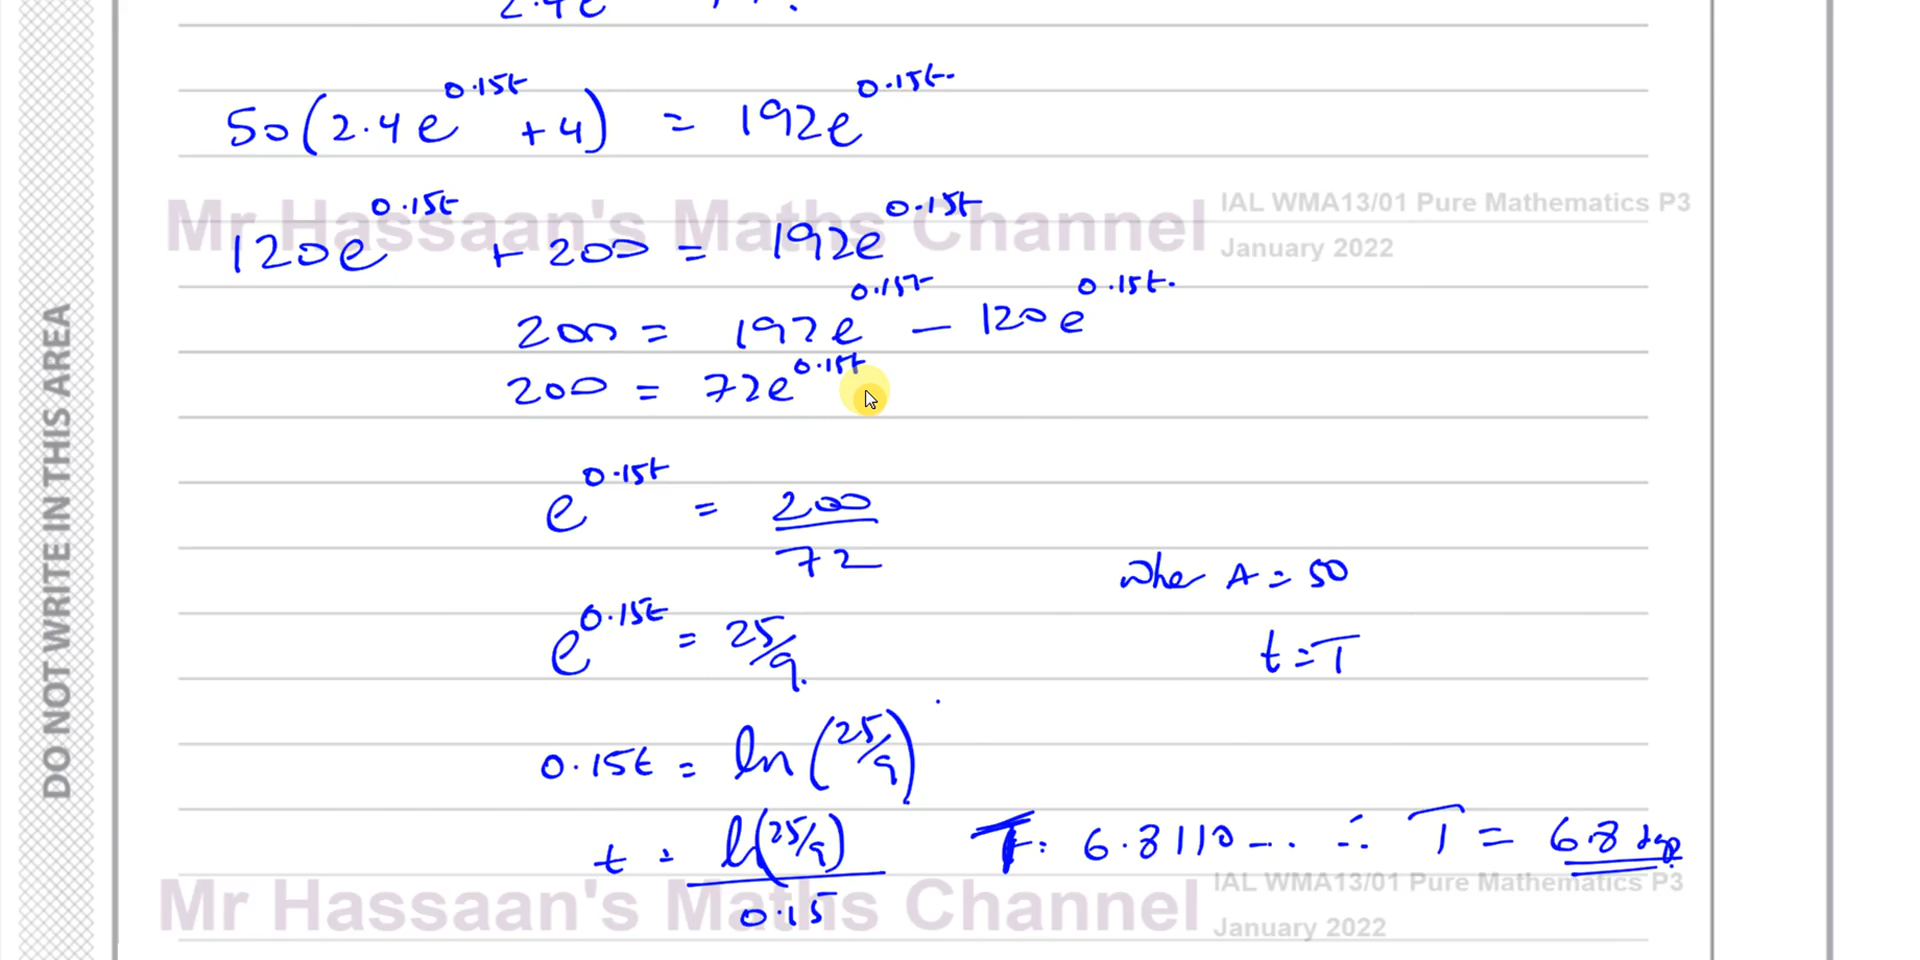 2.4e
50(2.4e^0.15t + 4) = 192e^0.15t
Mr Hassaan's Maths Channel
IAL WMA13/01 Pure Mathematics P3
January 2022
120e^0.15t + 200 = 192e^0.15t
200 = 192e^0.15t - 120e^0.15t
200 = 72e^0.15t
e^0.15t = 200/72
when A = 50
e^0.15t = 25/9
t = T
0.15t = ln(25/9)
t = l(25/9)/0.15
T: 6.8110... ∴ T = 6.8
Mr Hassaan's Maths Channel
IAL WMA13/01 Pure Mathematics P3
January 2022
DO NOT WRITE IN THIS AREA